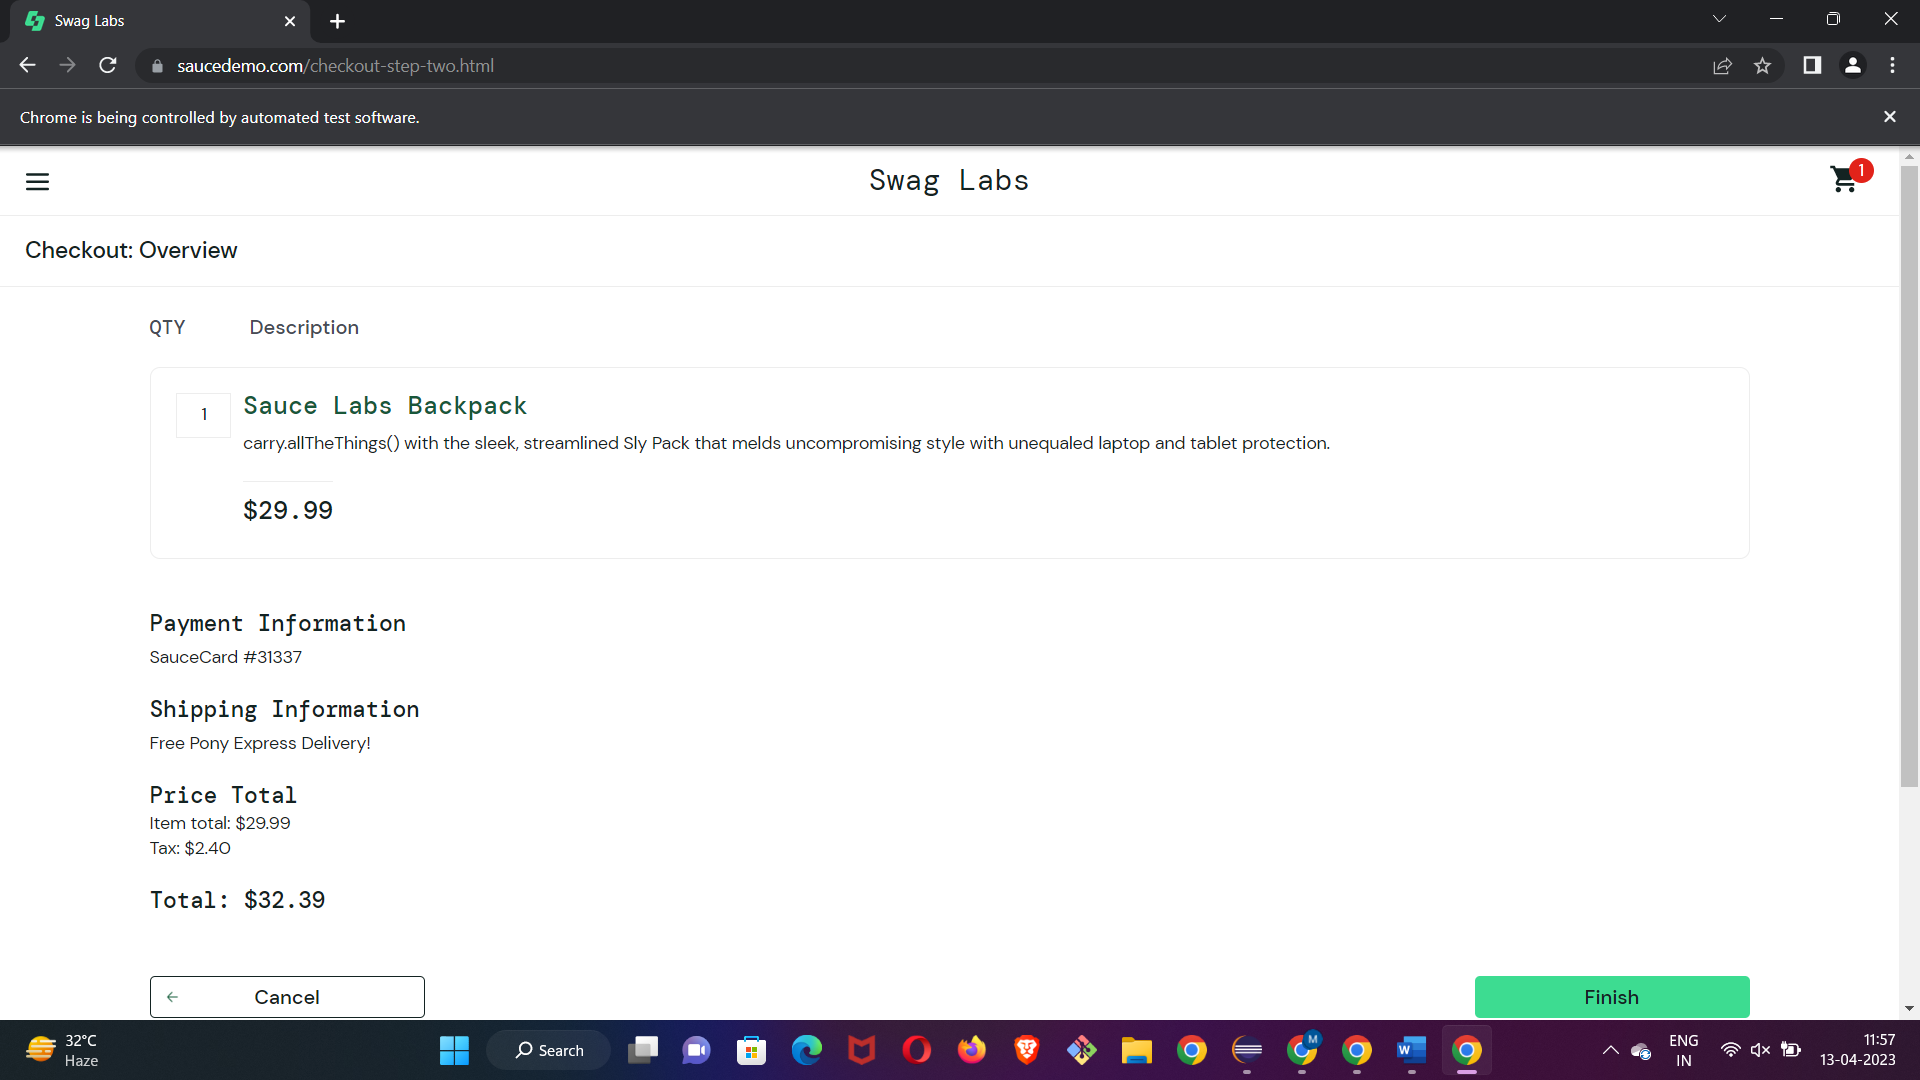 Swag Labs
saucedemo.com/checkout-step-two.html
Chrome is being controlled by automated test software.
Swag Labs
1
Checkout: Overview
QTY Description
1
Sauce Labs Backpack
carry.allTheThings() with the sleek, streamlined Sly Pack that melds uncompromising style with unequaled laptop and tablet protection.
$29.99
Payment Information
SauceCard #31337
Shipping Information
Free Pony Express Delivery!
Price Total
Item total: $29.99
Tax: $2.40
Total: $32.39
Cancel
Finish
32°C
Haze
Search
M
W
ENG
IN
11:57
13-04-2023